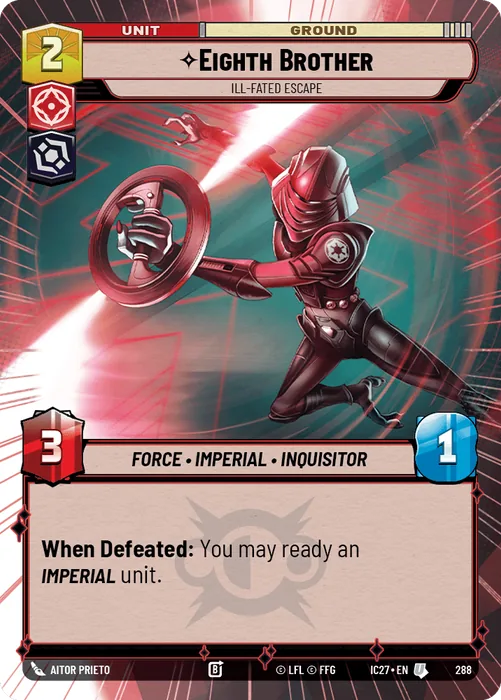 UNIT
GROUND
2
✧EIGHTH BROTHER
ILL-FATED ESCAPE
3
FORCE • IMPERIAL • INQUISITOR
1
When Defeated: You may ready an
IMPERIAL unit.
AITOR PRIETO
B
© LFL © FFG
IC27•EN
288